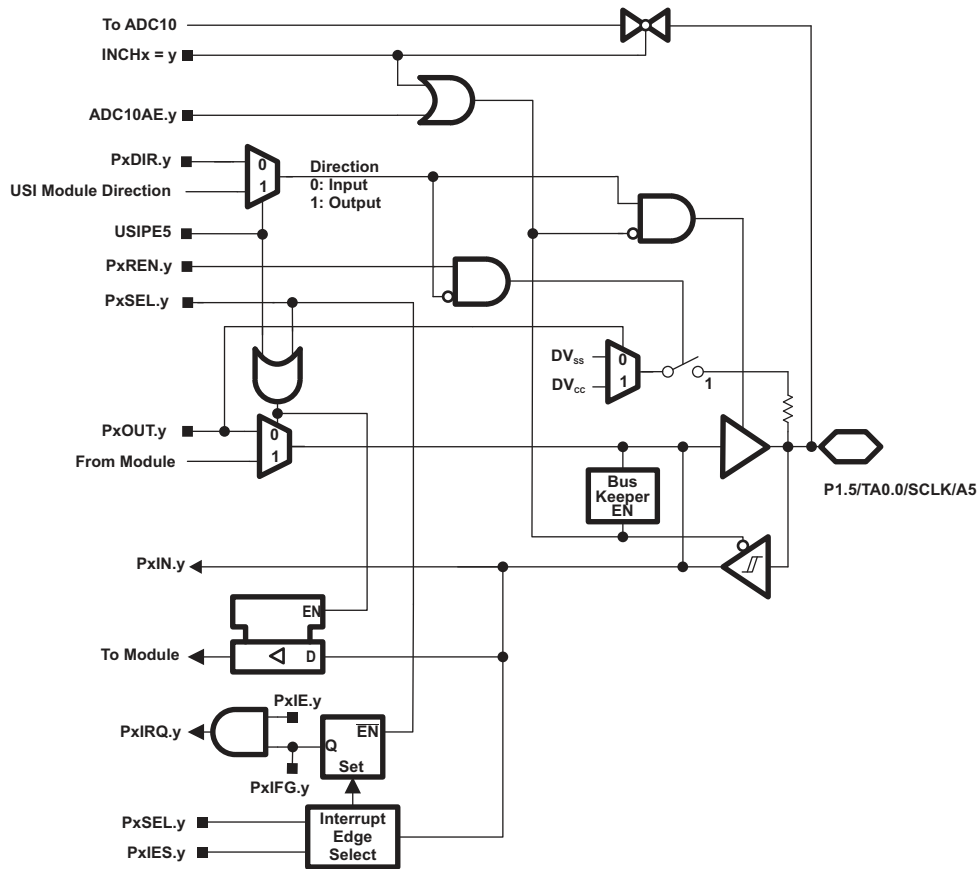 To ADC10
INCHx = y
ADC10AE.y
PxDIR.y
0
1
Direction
0: Input
1: Output
USI Module Direction
USIPE5
PxREN.y
PxSEL.y
DVSS
0
DVCC
1
1
PxOUT.y
0
From Module
1
Bus
Keeper
EN
P1.5/TA0.0/SCLK/A5
PxIN.y
EN
To Module
D
PxIE.y
PxIRQ.y
EN
Q
Set
PxIFG.y
PxSEL.y
PxIES.y
Interrupt
Edge
Select